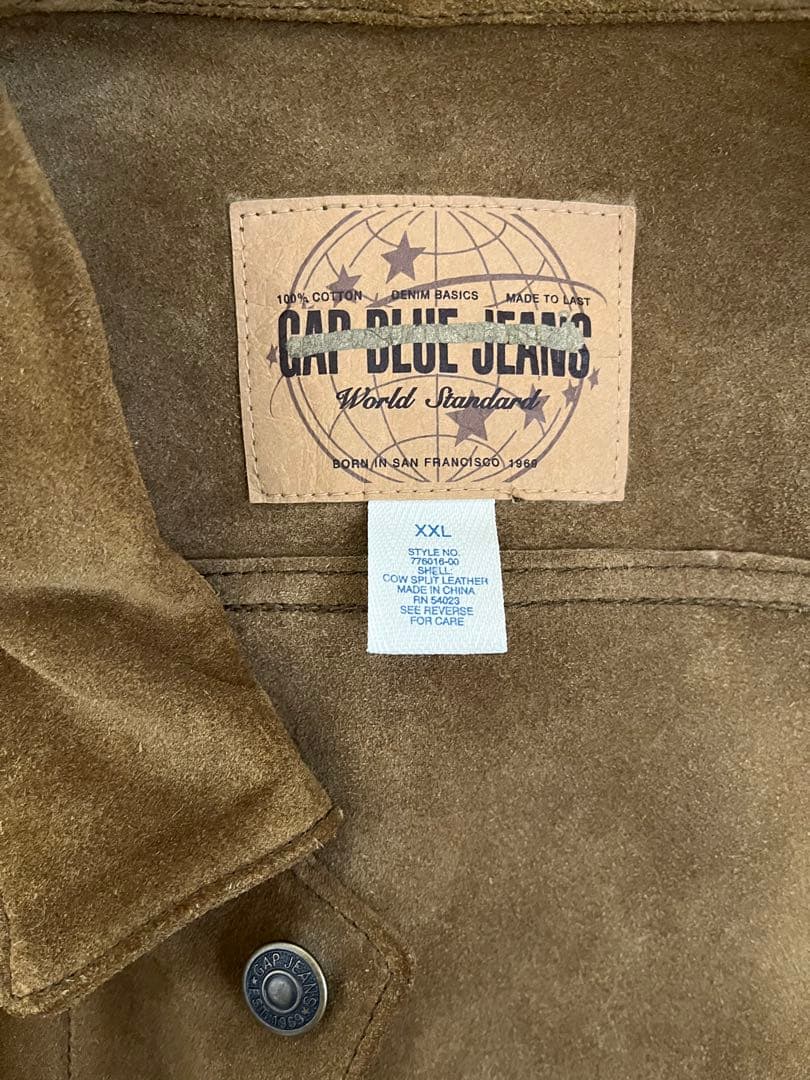 100% COTTON DENIM BASICS MADE TO LAST
GAP BLUE JEANS
World Standard
BORN IN SAN FRANCISCO 1969
XXL
STYLE NO.
776016-00
SHELL:
COW SPLIT LEATHER
MADE IN CHINA
RN 54023
SEE REVERSE
FOR CARE
GAP JEANS
EST. 1969